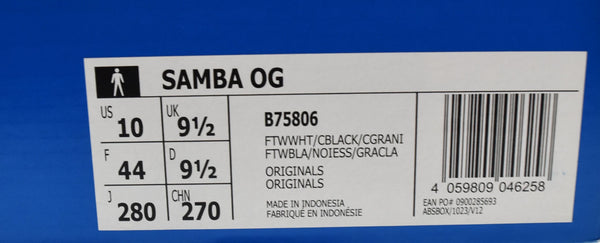 SAMBA OG
US 10 UK 9½
F 44 D 9½
J 280 CHN 270
B75806
FTWWHT/CBLACK/CGRANI
FTWBLA/NOIESS/GRACLA
ORIGINALS
ORIGINALS
MADE IN INDONESIA
FABRIQUÉ EN INDONÉSIE
4 059809 046258
EAN PO# 0900285693
ABSBOX/1023/V12